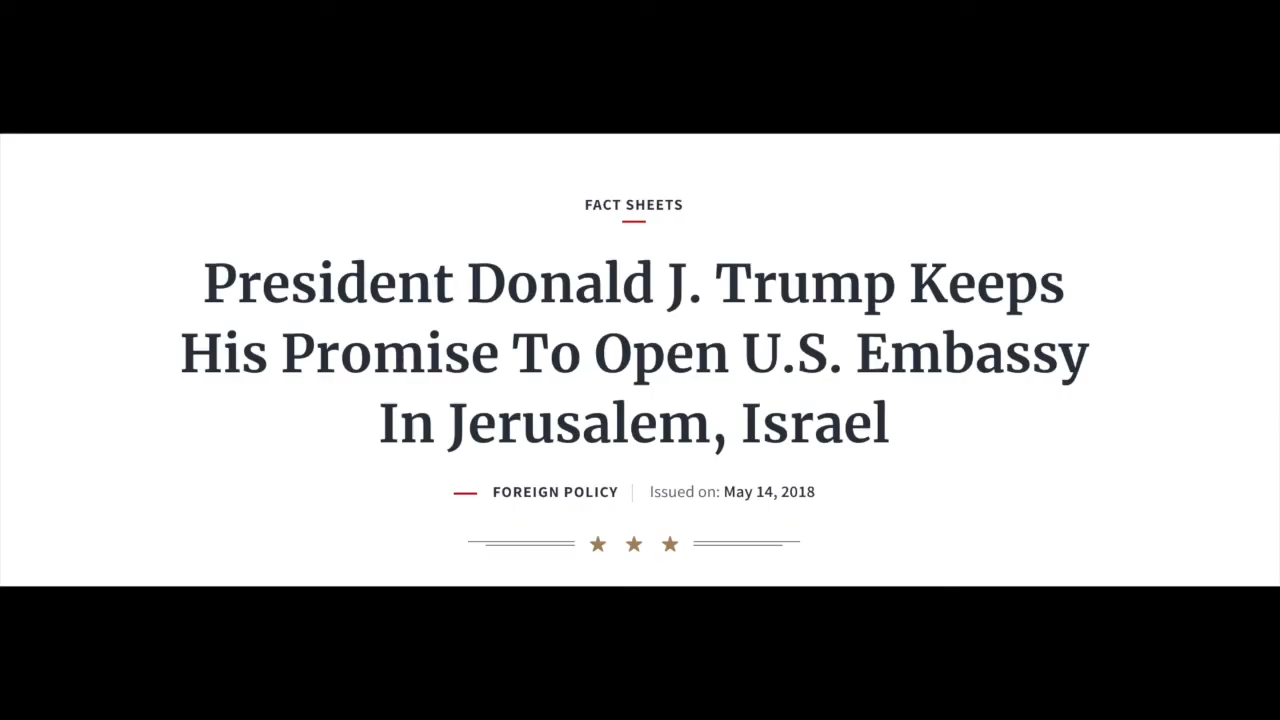 FACT SHEETS
President Donald J. Trump Keeps
His Promise To Open U.S. Embassy
In Jerusalem, Israel
FOREIGN POLICY Issued on: May 14, 2018